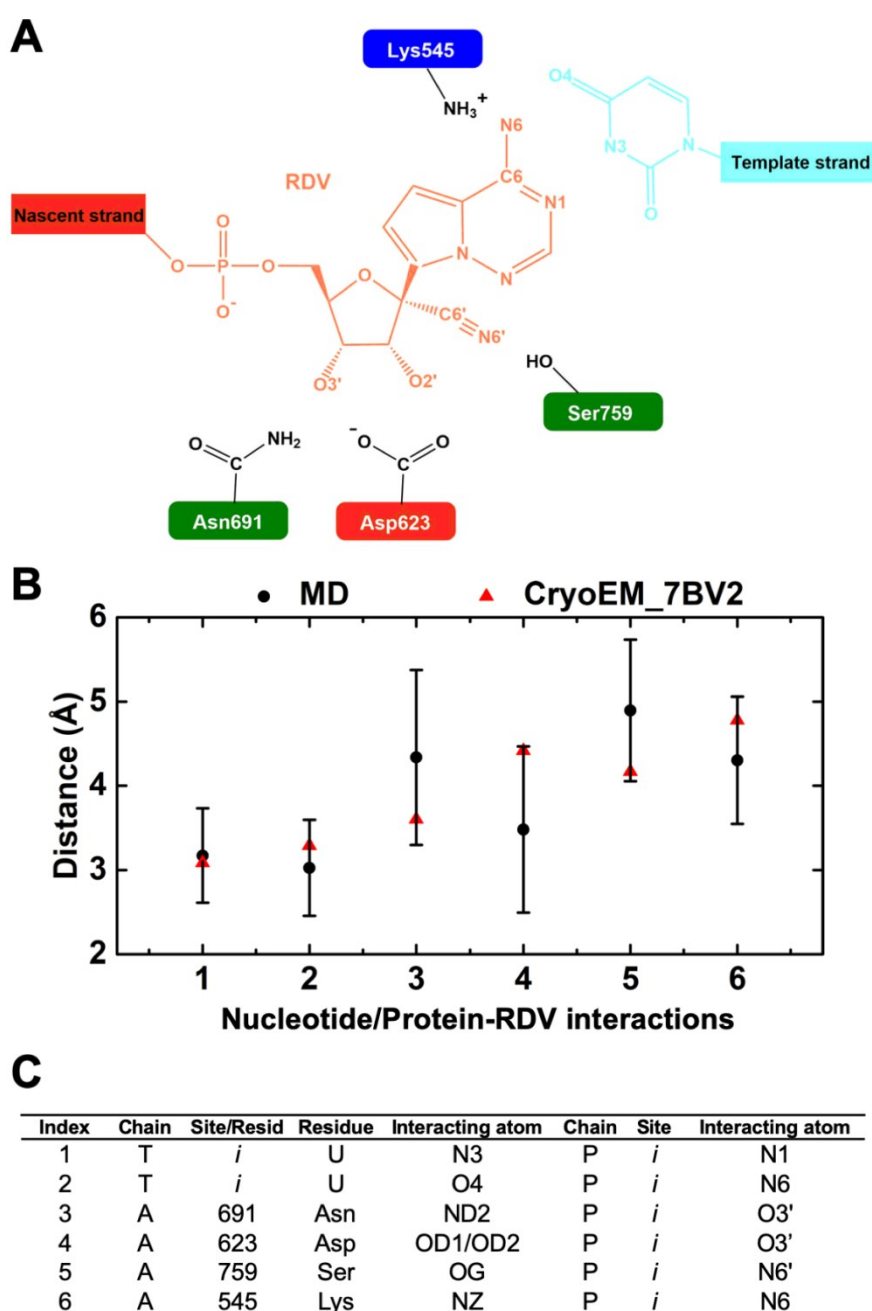 A
Lys545
NH₃⁺
O4
N6
N3
N
Template strand
C6
N1
O
RDV
Nascent strand
O
O
P
O
O
N
N
O⁻
C6'
N6'
O3'
O2'
HO
Ser759
O
NH₂
⁻O
O
C
C
Asn691
Asp623
B
MD
CryoEM_7BV2
6
5
4
3
2
Distance (Å)
1 2 3 4 5 6
Nucleotide/Protein-RDV interactions
C
Index Chain Site/Resid Residue Interacting atom Chain Site Interacting atom
1 T i U N3 P i N1
2 T i U O4 P i N6
3 A 691 Asn ND2 P i O3'
4 A 623 Asp OD1/OD2 P i O3'
5 A 759 Ser OG P i N6'
6 A 545 Lys NZ P i N6